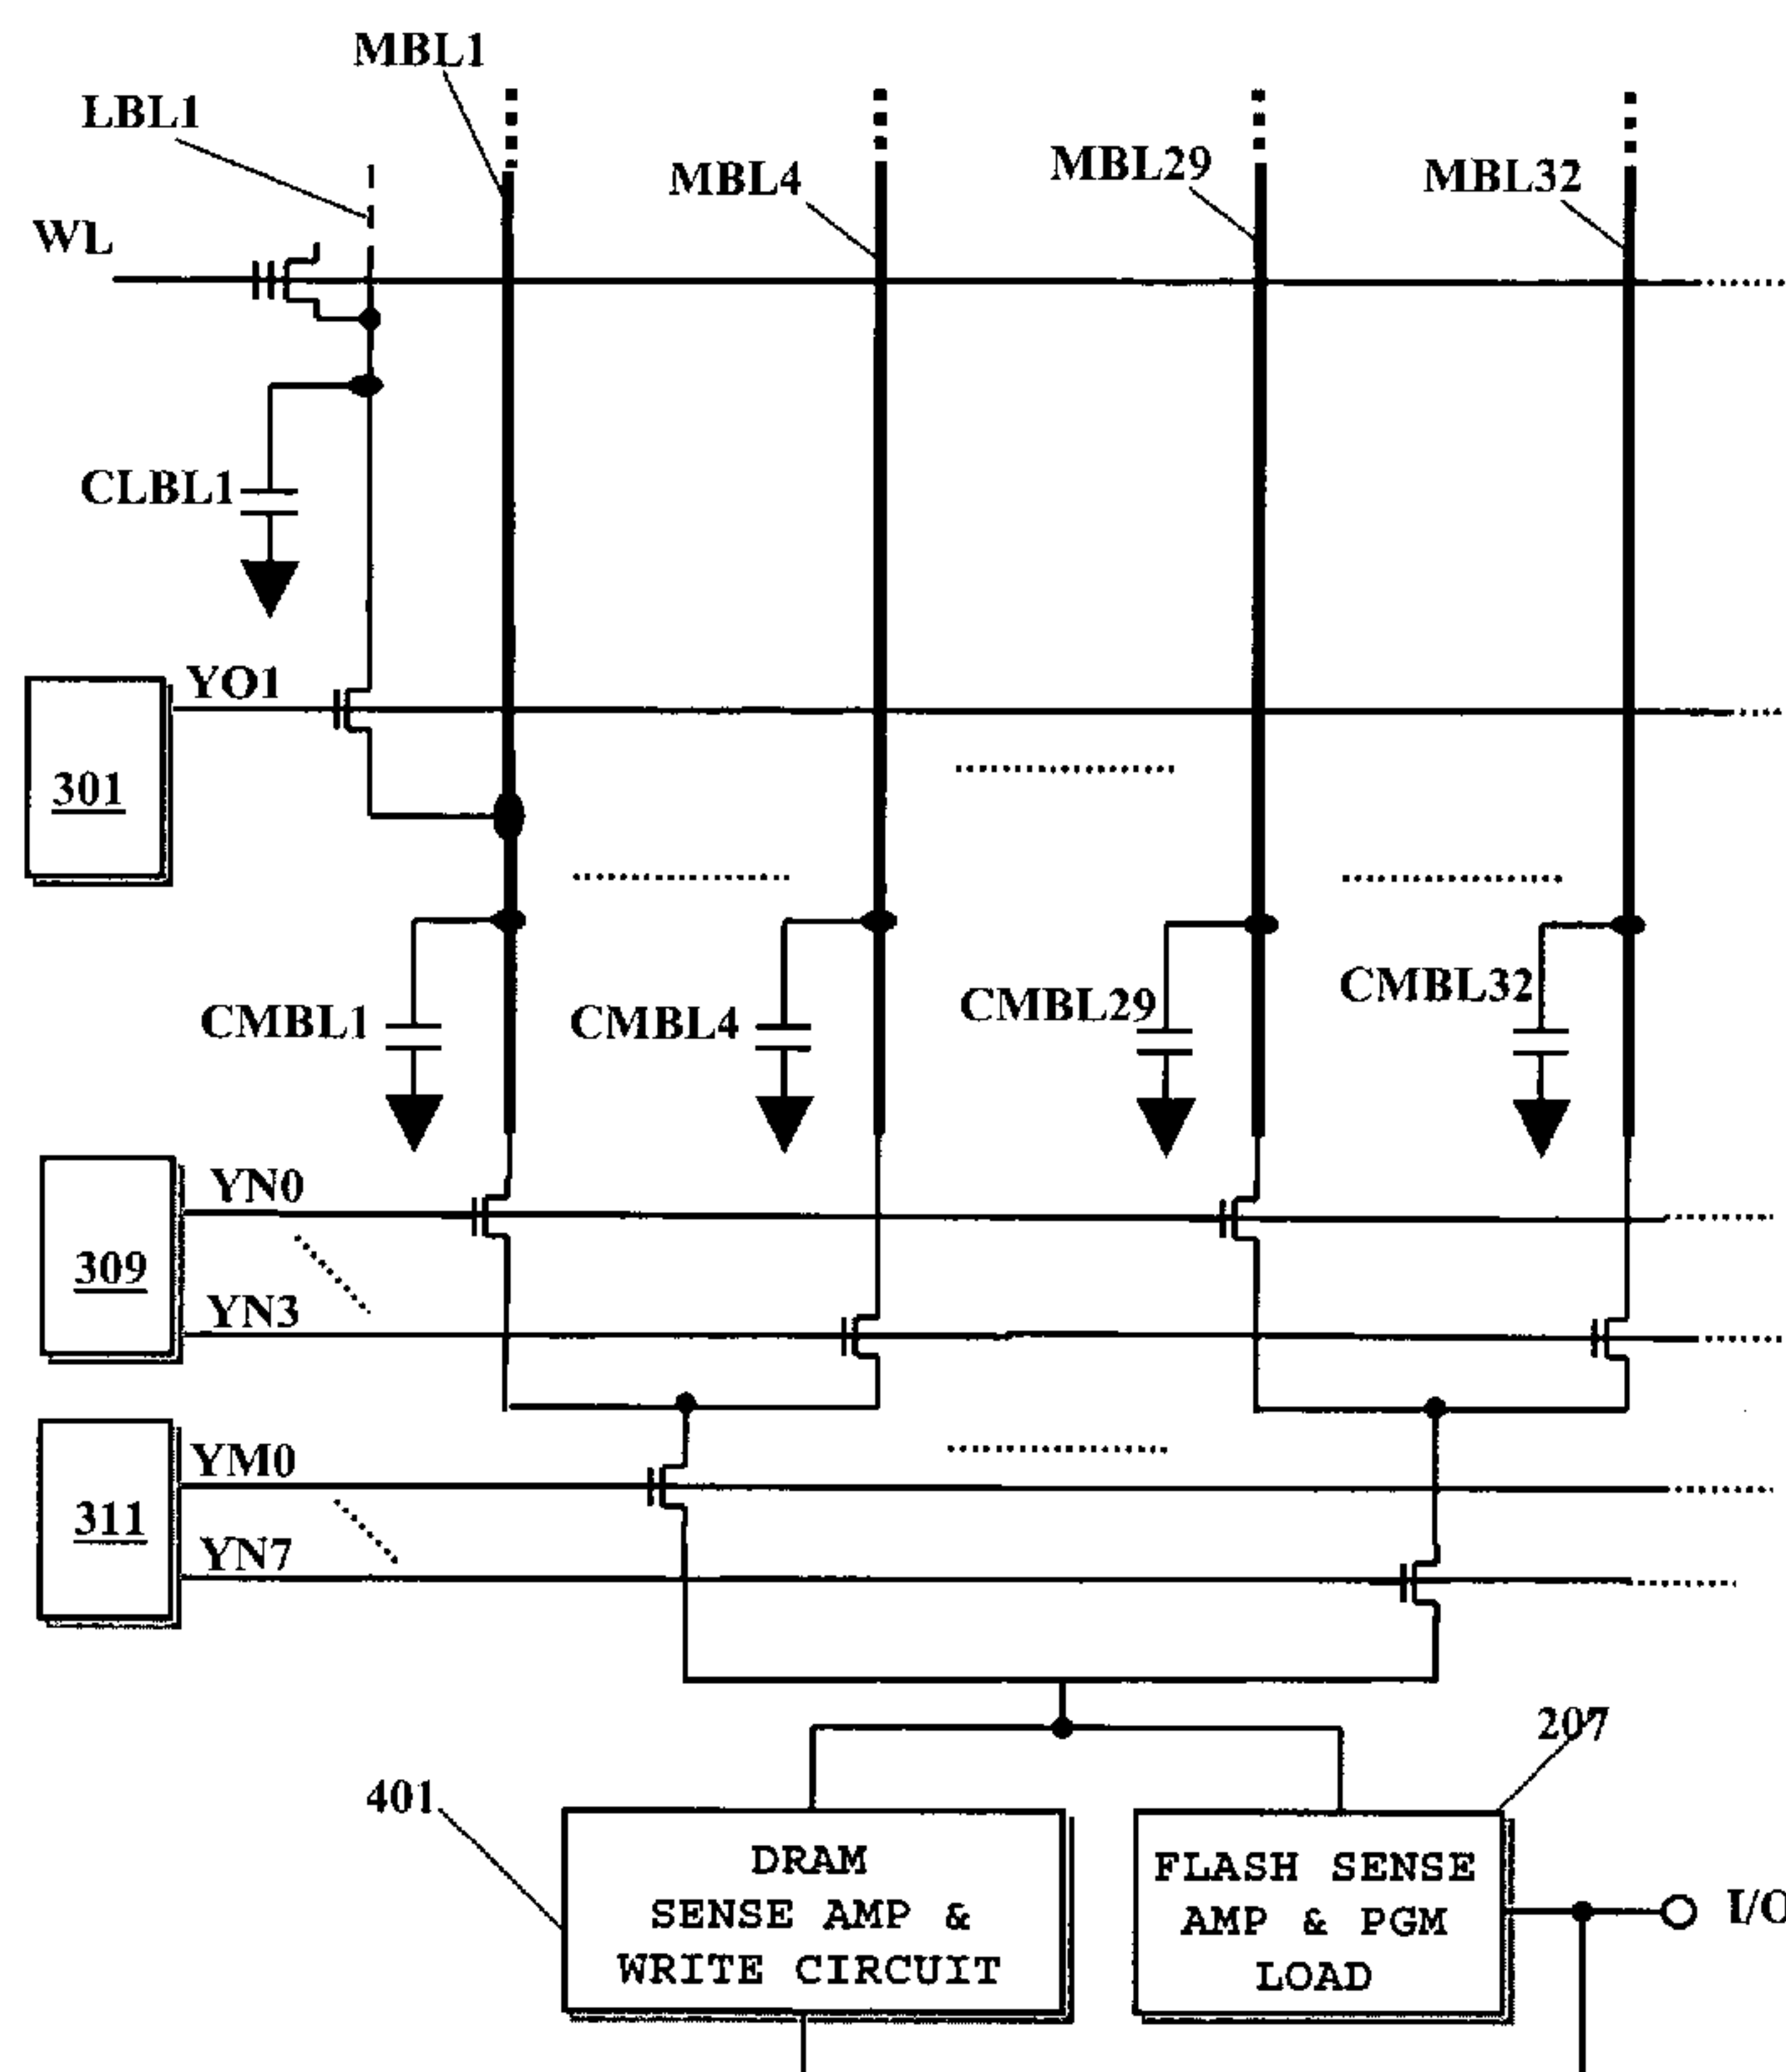 MBL1
LBL1
MBL4
MBL29
MBL32
WL
CLBL1
YO1
301
CMBL1
CMBL4
CMBL29
CMBL32
YN0
309
YN3
YM0
311
YN7
207
401
DRAM
SENSE AMP &
WRITE CIRCUIT
FLASH SENSE
AMP & PGM
LOAD
I/O